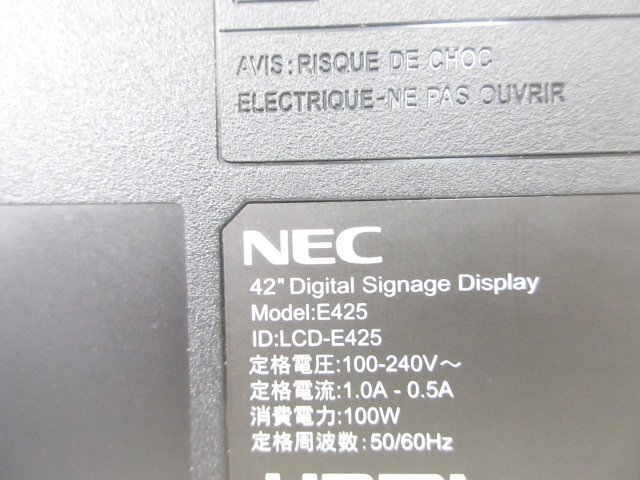 AVIS:RISQUE DE CHOC
ELECTRIQUE-NE PAS OUVRIR
NEC
42" Digital Signage Display
Model:E425
ID:LCD-E425
定格電圧:100-240V～
定格電流:1.0A - 0.5A
消費電力:100W
定格周波数:50/60Hz